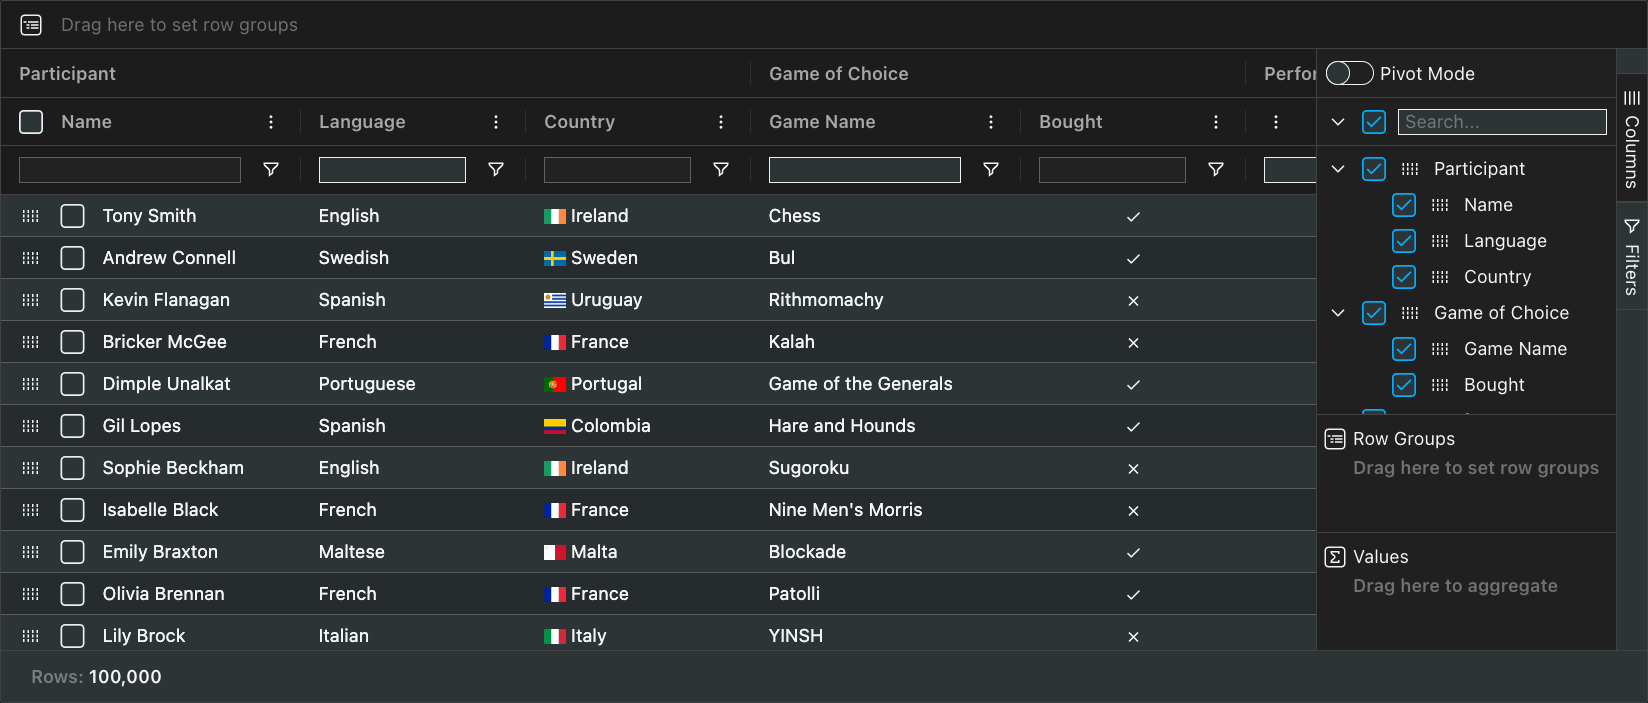 Drag here to set row groups
Participant Game of Choice Perfor Pivot Mode
Name Language Country Game Name Bought Search...
Columns
Filters
Participant
Name
Language
Country
Game of Choice
Game Name
Bought
Tony Smith English Ireland Chess
Andrew Connell Swedish Sweden Bul
Kevin Flanagan Spanish Uruguay Rithmomachy
Bricker McGee French France Kalah
Dimple Unalkat Portuguese Portugal Game of the Generals
Gil Lopes Spanish Colombia Hare and Hounds
Sophie Beckham English Ireland Sugoroku
Isabelle Black French France Nine Men's Morris
Emily Braxton Maltese Malta Blockade
Olivia Brennan French France Patolli
Lily Brock Italian Italy YINSH
Row Groups
Drag here to set row groups
Values
Drag here to aggregate
Rows: 100,000